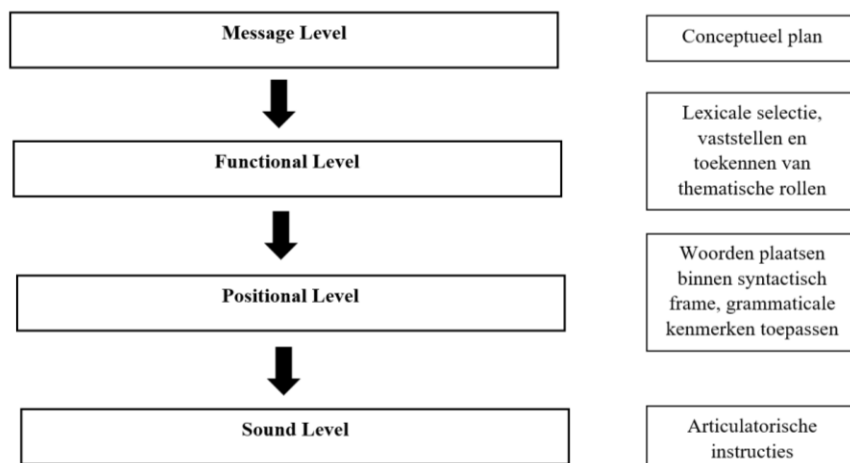 Message Level
Conceptueel plan
Functional Level
Lexicale selectie,
vaststellen en
toekennen van
thematische rollen
Positional Level
Woorden plaatsen
binnen syntactisch
frame, grammaticale
kenmerken toepassen
Sound Level
Articulatorische
instructies